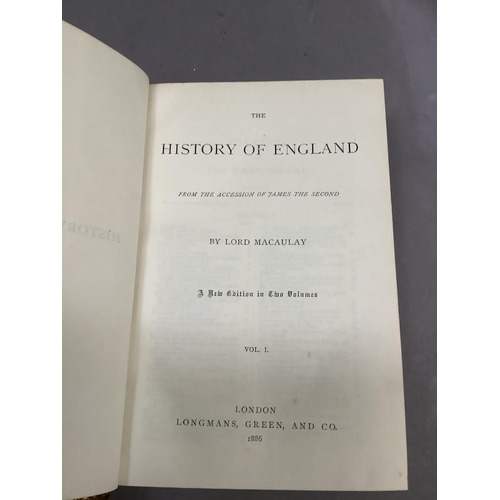 THE
HISTORY OF ENGLAND
FROM THE ACCESSION OF JAMES THE SECOND
BY LORD MACAULAY
A New Edition in Two Volumes
VOL. I.
LONDON
LONGMANS, GREEN, AND CO.
1886